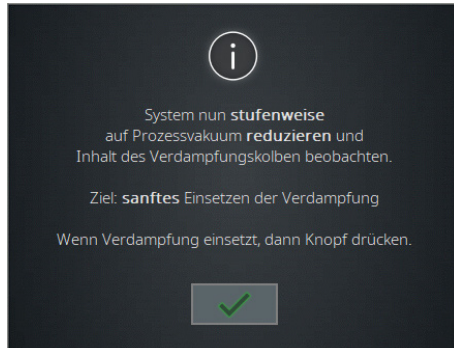 i
System nun stufenweise
auf Prozessvakuum reduzieren und
Inhalt des Verdampfungskolben beobachten.
Ziel: sanftes Einsetzen der Verdampfung
Wenn Verdampfung einsetzt, dann Knopf drücken.